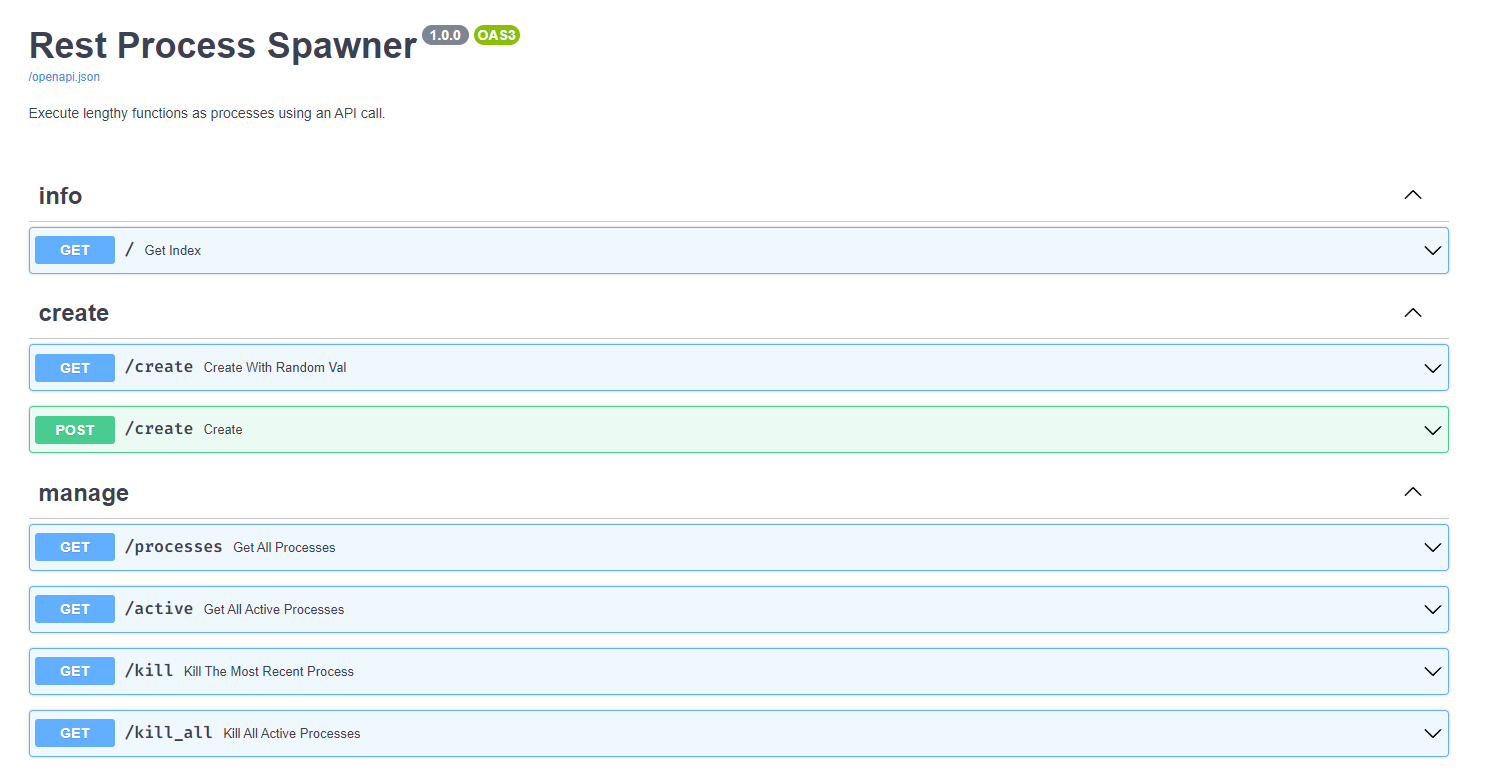 Rest Process Spawner 1.0.0 OAS3
/openapi.json
Execute lengthy functions as processes using an API call.
info
GET / Get Index
create
GET /create Create With Random Val
POST /create Create
manage
GET /processes Get All Processes
GET /active Get All Active Processes
GET /kill Kill The Most Recent Process
GET /kill_all Kill All Active Processes